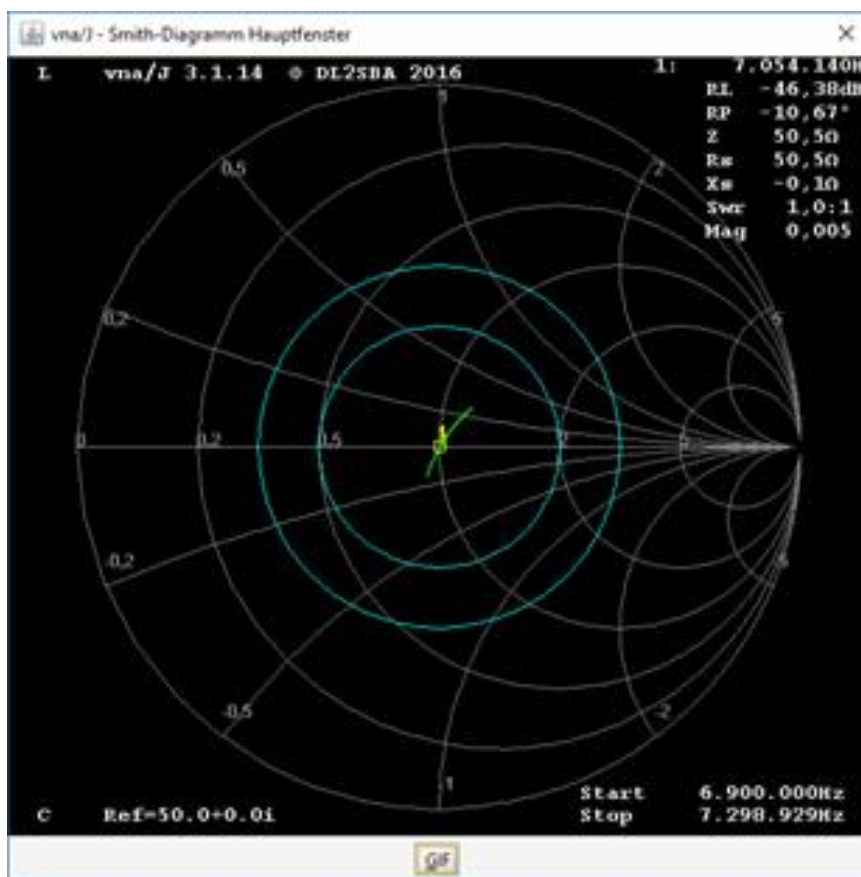 vna/J - Smith-Diagramm Hauptfenster
L vna/J 3.1.14 © DL2SBA 2016 1: 7.054.140H
RL -46,38dB
RP -10,67°
Z 50,5Ω
Rs 50,5Ω
Xs -0,1Ω
Swr 1,0:1
Mag 0,005
1
0,5 2
0,2 5
0 0,2 0,5 2 5
-0,2
-0,5 -2
-1
Start 6.900.000Hz
C Ref=50.0+0.0i Stop 7.298.929Hz
GIF